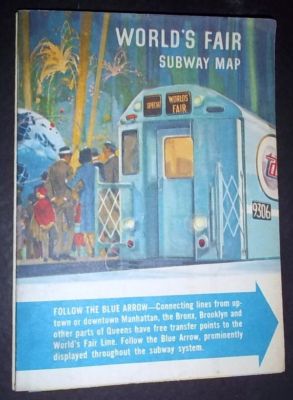 WORLD'S FAIR
SUBWAY MAP
SPECIAL WORLD'S
FAIR
9306
FOLLOW THE BLUE ARROW—Connecting lines from up-
town or downtown Manhattan, the Bronx, Brooklyn and
other parts of Queens have free transfer points to the
World's Fair Line. Follow the Blue Arrow, prominently
displayed throughout the subway system.